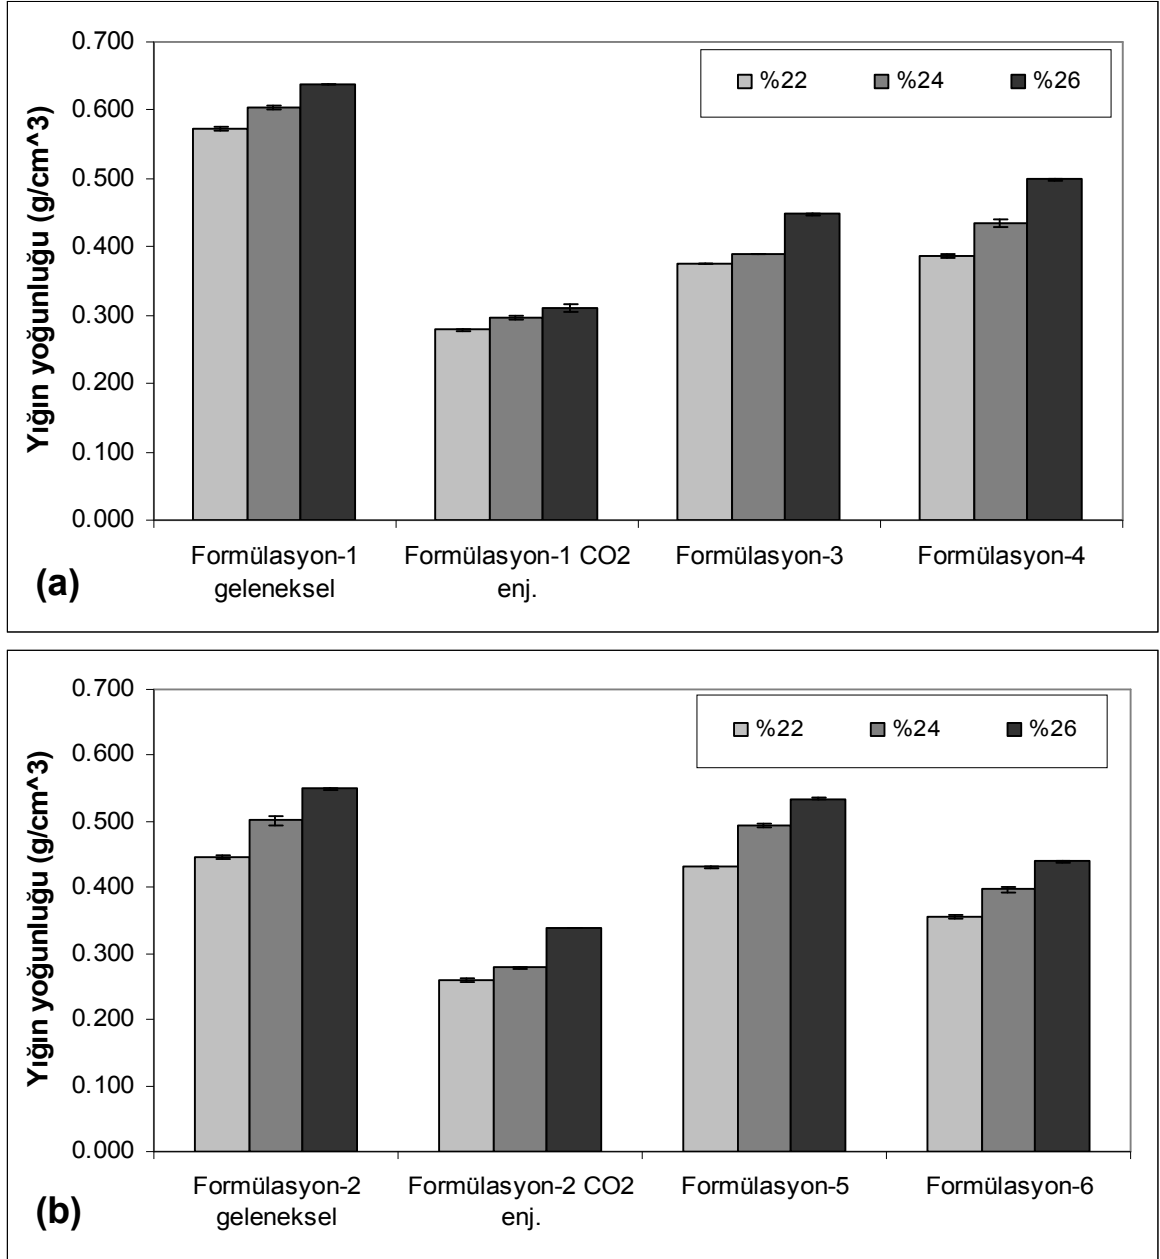 0.700
0.600
0.500
0.400
0.300
0.200
0.100
0.000
Yığın yoğunluğu (g/cm^3)
%22 %24 %26
Formülasyon-1 geleneksel
Formülasyon-1 CO2 enj.
Formülasyon-3
Formülasyon-4
(a)
0.700
0.600
0.500
0.400
0.300
0.200
0.100
0.000
Yığın yoğunluğu (g/cm^3)
%22 %24 %26
Formülasyon-2 geleneksel
Formülasyon-2 CO2 enj.
Formülasyon-5
Formülasyon-6
(b)